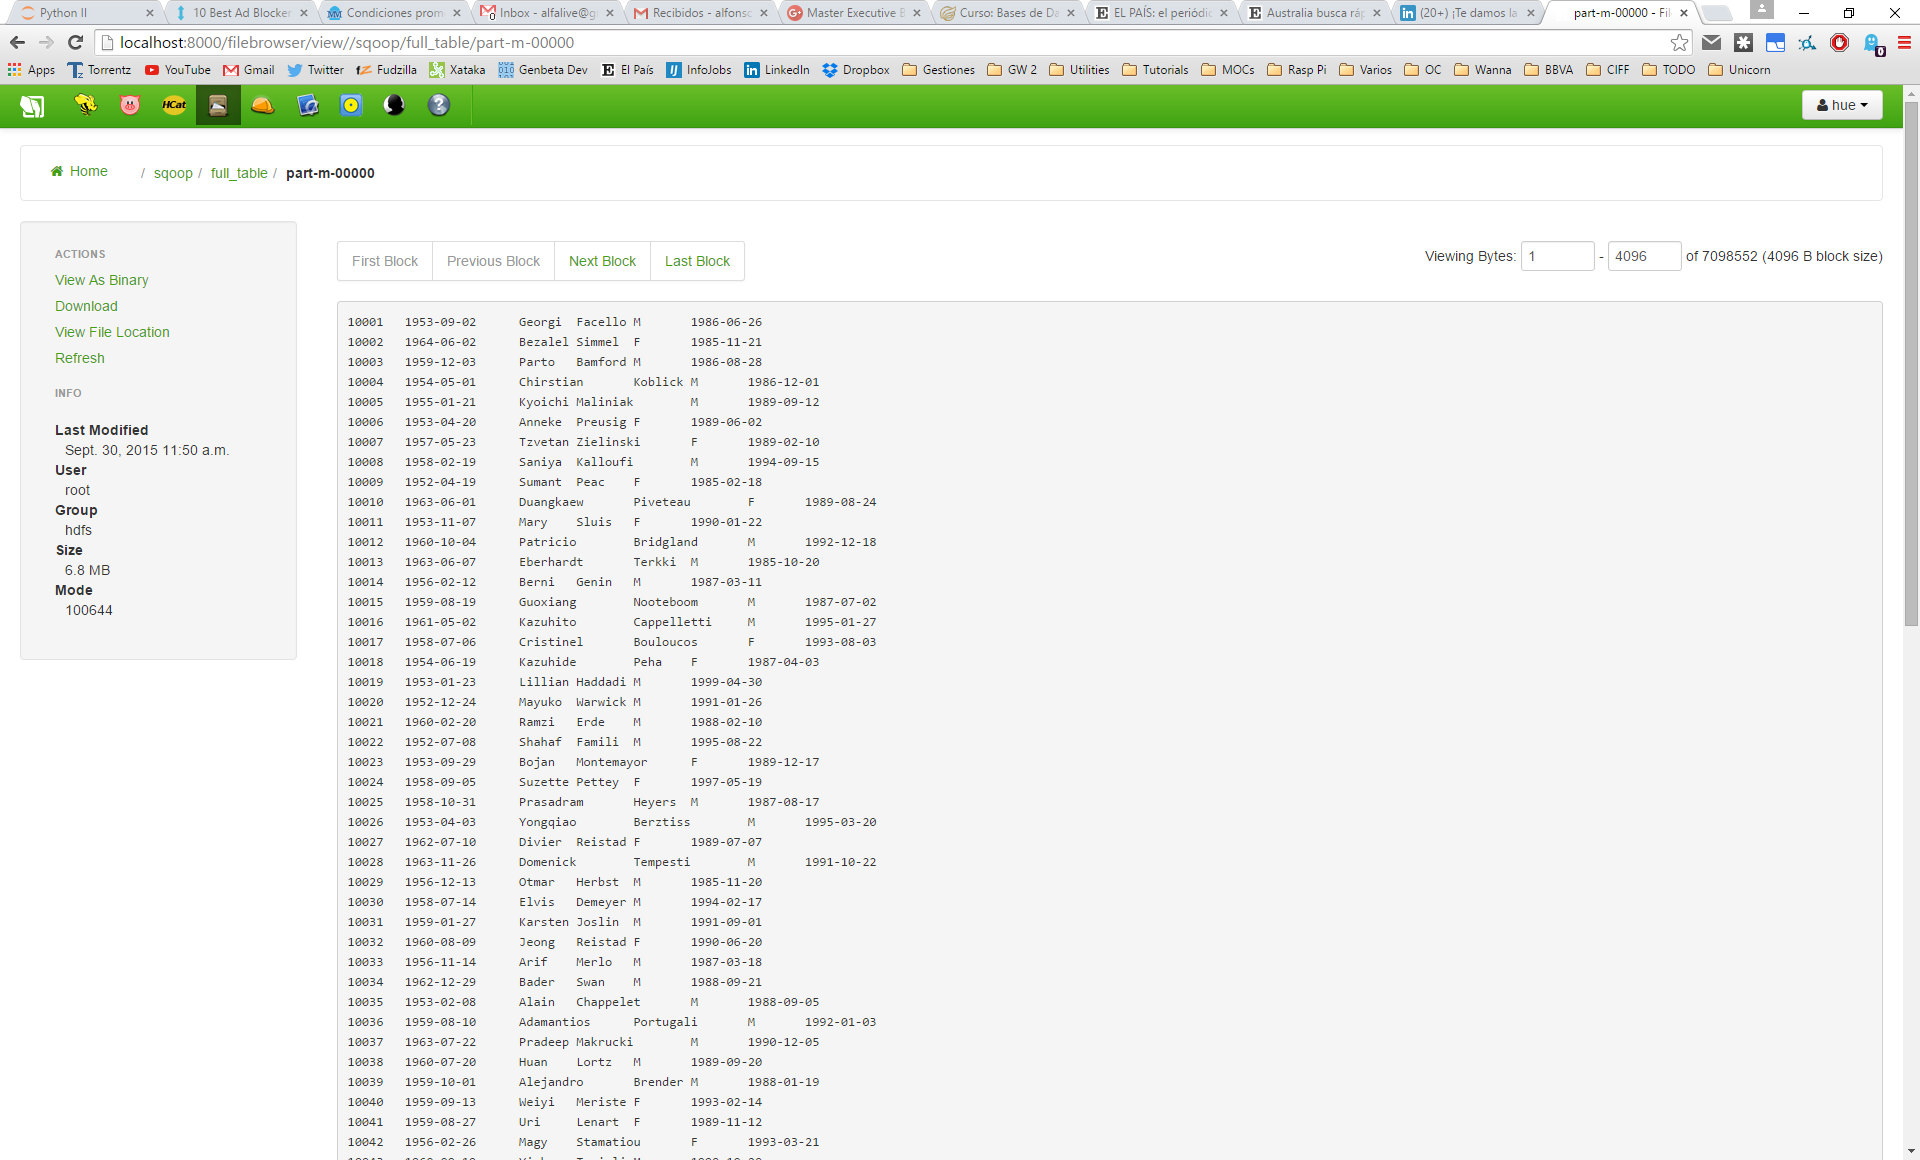 Python II
10 Best Ad Blocker
Condiciones prom
Inbox - alfalive@g
Recibidos - alfonsc
Master Executive B
Curso: Bases de Da
EL PAÍS: el periódic
Australia busca ráp
(20+) ¡Te damos la
part-m-00000 - Fil
localhost:8000/filebrowser/view//sqoop/full_table/part-m-00000
Apps Torrentz YouTube Gmail Twitter Fudzilla Xataka Genbeta Dev El País InfoJobs LinkedIn Dropbox Gestiones GW 2 Utilities Tutorials MOCs Rasp Pi Varios OC Wanna BBVA CIFF TODO Unicorn
HCat
hue
Home / sqoop / full_table / part-m-00000
ACTIONS
View As Binary
Download
View File Location
Refresh
INFO
Last Modified
Sept. 30, 2015 11:50 a.m.
User
root
Group
hdfs
Size
6.8 MB
Mode
100644
First Block Previous Block Next Block Last Block
Viewing Bytes: 1 - 4096 of 7098552 (4096 B block size)
10001 1953-09-02 Georgi Facello M 1986-06-26
10002 1964-06-02 Bezalel Simmel F 1985-11-21
10003 1959-12-03 Parto Bamford M 1986-08-28
10004 1954-05-01 Chirstian Koblick M 1986-12-01
10005 1955-01-21 Kyoichi Maliniak M 1989-09-12
10006 1953-04-20 Anneke Preusig F 1989-06-02
10007 1957-05-23 Tzvetan Zielinski F 1989-02-10
10008 1958-02-19 Saniya Kalloufi M 1994-09-15
10009 1952-04-19 Sumant Peac F 1985-02-18
10010 1963-06-01 Duangkaew Piveteau F 1989-08-24
10011 1953-11-07 Mary Sluis F 1990-01-22
10012 1960-10-04 Patricio Bridgland M 1992-12-18
10013 1963-06-07 Eberhardt Terkki M 1985-10-20
10014 1956-02-12 Berni Genin M 1987-03-11
10015 1959-08-19 Guoxiang Nooteboom M 1987-07-02
10016 1961-05-02 Kazuhito Cappelletti M 1995-01-27
10017 1958-07-06 Cristinel Bouloucos F 1993-08-03
10018 1954-06-19 Kazuhide Peha F 1987-04-03
10019 1953-01-23 Lillian Haddadi M 1999-04-30
10020 1952-12-24 Mayuko Warwick M 1991-01-26
10021 1960-02-20 Ramzi Erde M 1988-02-10
10022 1952-07-08 Shahaf Famili M 1995-08-22
10023 1953-09-29 Bojan Montemayor F 1989-12-17
10024 1958-09-05 Suzette Pettey F 1997-05-19
10025 1958-10-31 Prasadram Heyers M 1987-08-17
10026 1953-04-03 Yongqiao Berztiss M 1995-03-20
10027 1962-07-10 Divier Reistad F 1989-07-07
10028 1963-11-26 Domenick Tempesti M 1991-10-22
10029 1956-12-13 Otmar Herbst M 1985-11-20
10030 1958-07-14 Elvis Demeyer M 1994-02-17
10031 1959-01-27 Karsten Joslin M 1991-09-01
10032 1960-08-09 Jeong Reistad F 1990-06-20
10033 1956-11-14 Arif Merlo M 1987-03-18
10034 1962-12-29 Bader Swan M 1988-09-21
10035 1953-02-08 Alain Chappelet M 1988-09-05
10036 1959-08-10 Adamantios Portugali M 1992-01-03
10037 1963-07-22 Pradeep Makrucki M 1990-12-05
10038 1960-07-20 Huan Lortz M 1989-09-20
10039 1959-10-01 Alejandro Brender M 1988-01-19
10040 1959-09-13 Weiyi Meriste F 1993-02-14
10041 1959-08-27 Uri Lenart F 1989-11-12
10042 1956-02-26 Magy Stamatiou F 1993-03-21